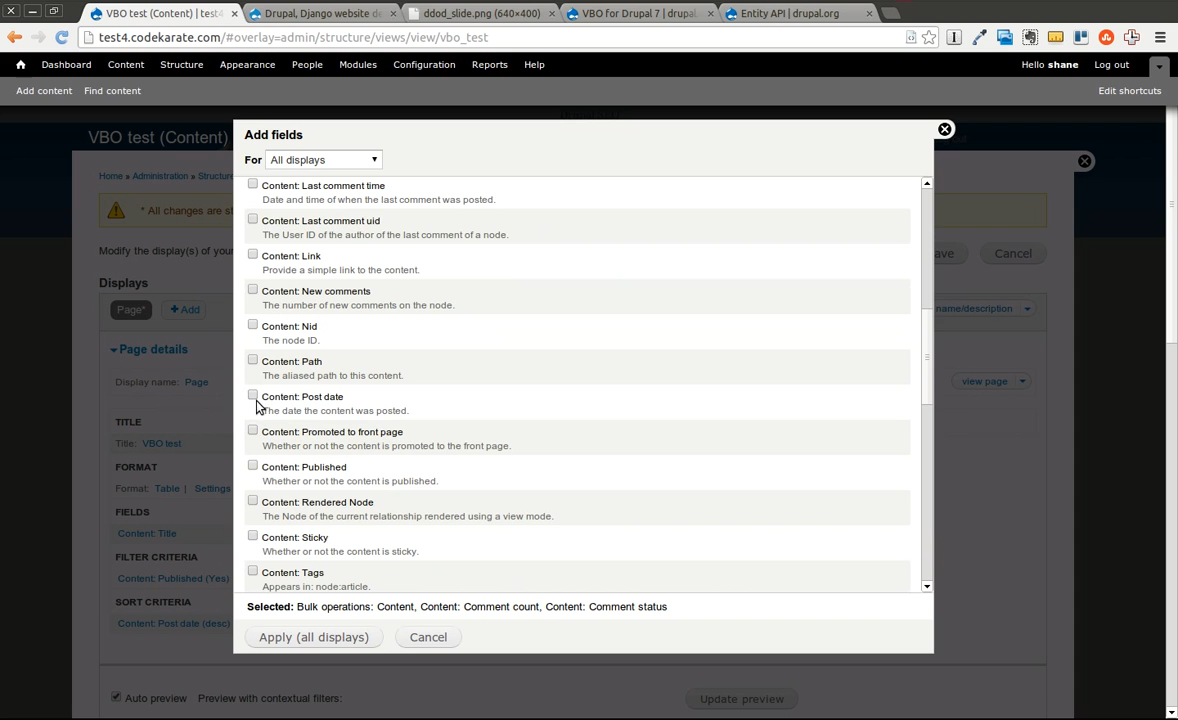 VBO test (Content) | test4
Drupal, Django website de
ddod_slide.png (640×400)
VBO for Drupal 7 | drupal.
Entity API | drupal.org
test4.codekarate.com/#overlay=admin/structure/views/view/vbo_test
Dashboard Content Structure Appearance People Modules Configuration Reports Help
Hello shane Log out
Add content Find content
Edit shortcuts
VBO test (Content)
Home » Administration » Structure
* All changes are st
Modify the display(s) of your
ave Cancel
Displays
Page* Add
name/description
Page details
Display name: Page
view page
TITLE
Title: VBO test
FORMAT
Format: Table | Settings
FIELDS
Content: Title
FILTER CRITERIA
Content: Published (Yes)
SORT CRITERIA
Content: Post date (desc)
Auto preview Preview with contextual filters:
Update preview
Add fields
For All displays
Content: Last comment time
Date and time of when the last comment was posted.
Content: Last comment uid
The User ID of the author of the last comment of a node.
Content: Link
Provide a simple link to the content.
Content: New comments
The number of new comments on the node.
Content: Nid
The node ID.
Content: Path
The aliased path to this content.
Content: Post date
The date the content was posted.
Content: Promoted to front page
Whether or not the content is promoted to the front page.
Content: Published
Whether or not the content is published.
Content: Rendered Node
The Node of the current relationship rendered using a view mode.
Content: Sticky
Whether or not the content is sticky.
Content: Tags
Appears in: node:article.
Selected: Bulk operations: Content, Content: Comment count, Content: Comment status
Apply (all displays) Cancel